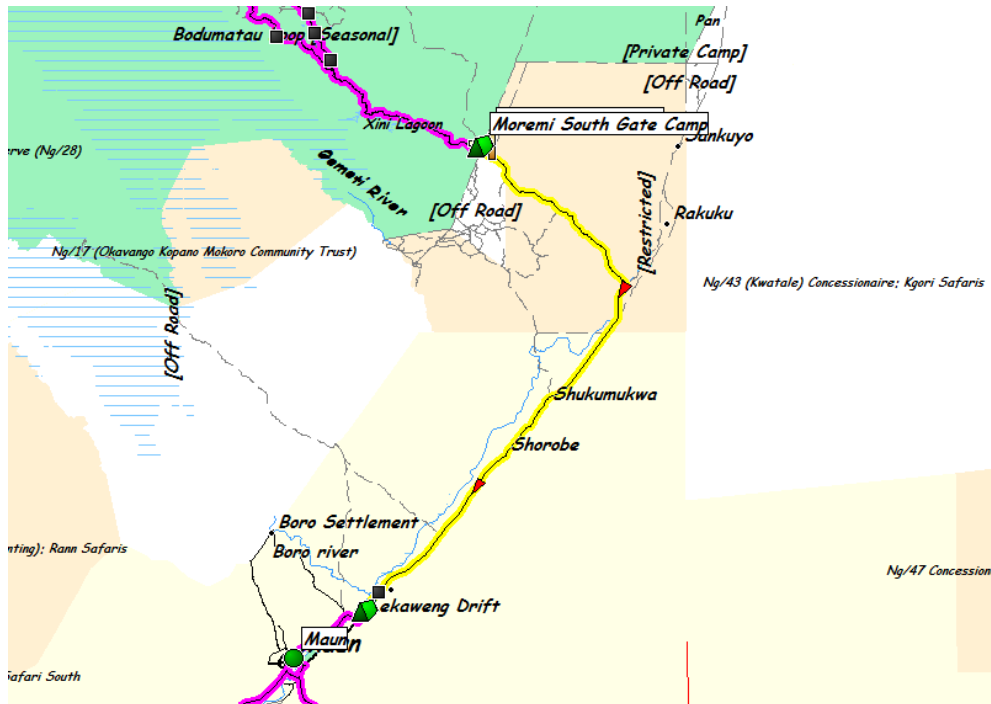 Pan
Bodumatau Loop [Seasonal]
[Private Camp]
[Off Road]
Xini Lagoon
Moremi South Gate Camp
Sankuyo
erve (Ng/28)
Gomoti River
[Off Road]
[Restricted]
Rakuku
Ng/17 (Okavango Kopano Mokoro Community Trust)
Ng/43 (Kwatale) Concessionaire; Kgori Safaris
[Off Road]
Shukumukwa
Shorobe
Boro Settlement
nting); Rann Safaris
Boro river
Ng/47 Concession
ekaweng Drift
Maun
Safari South